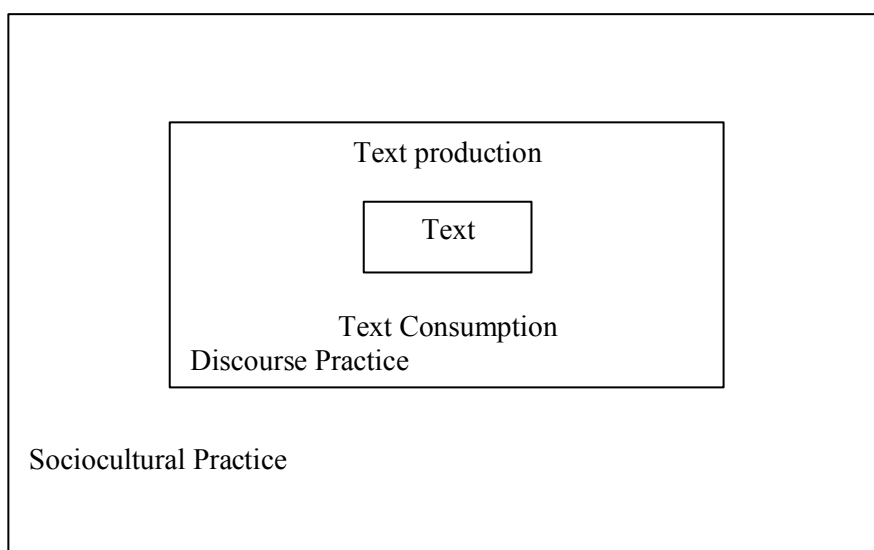 Text production
Text
Text Consumption
Discourse Practice
Sociocultural Practice